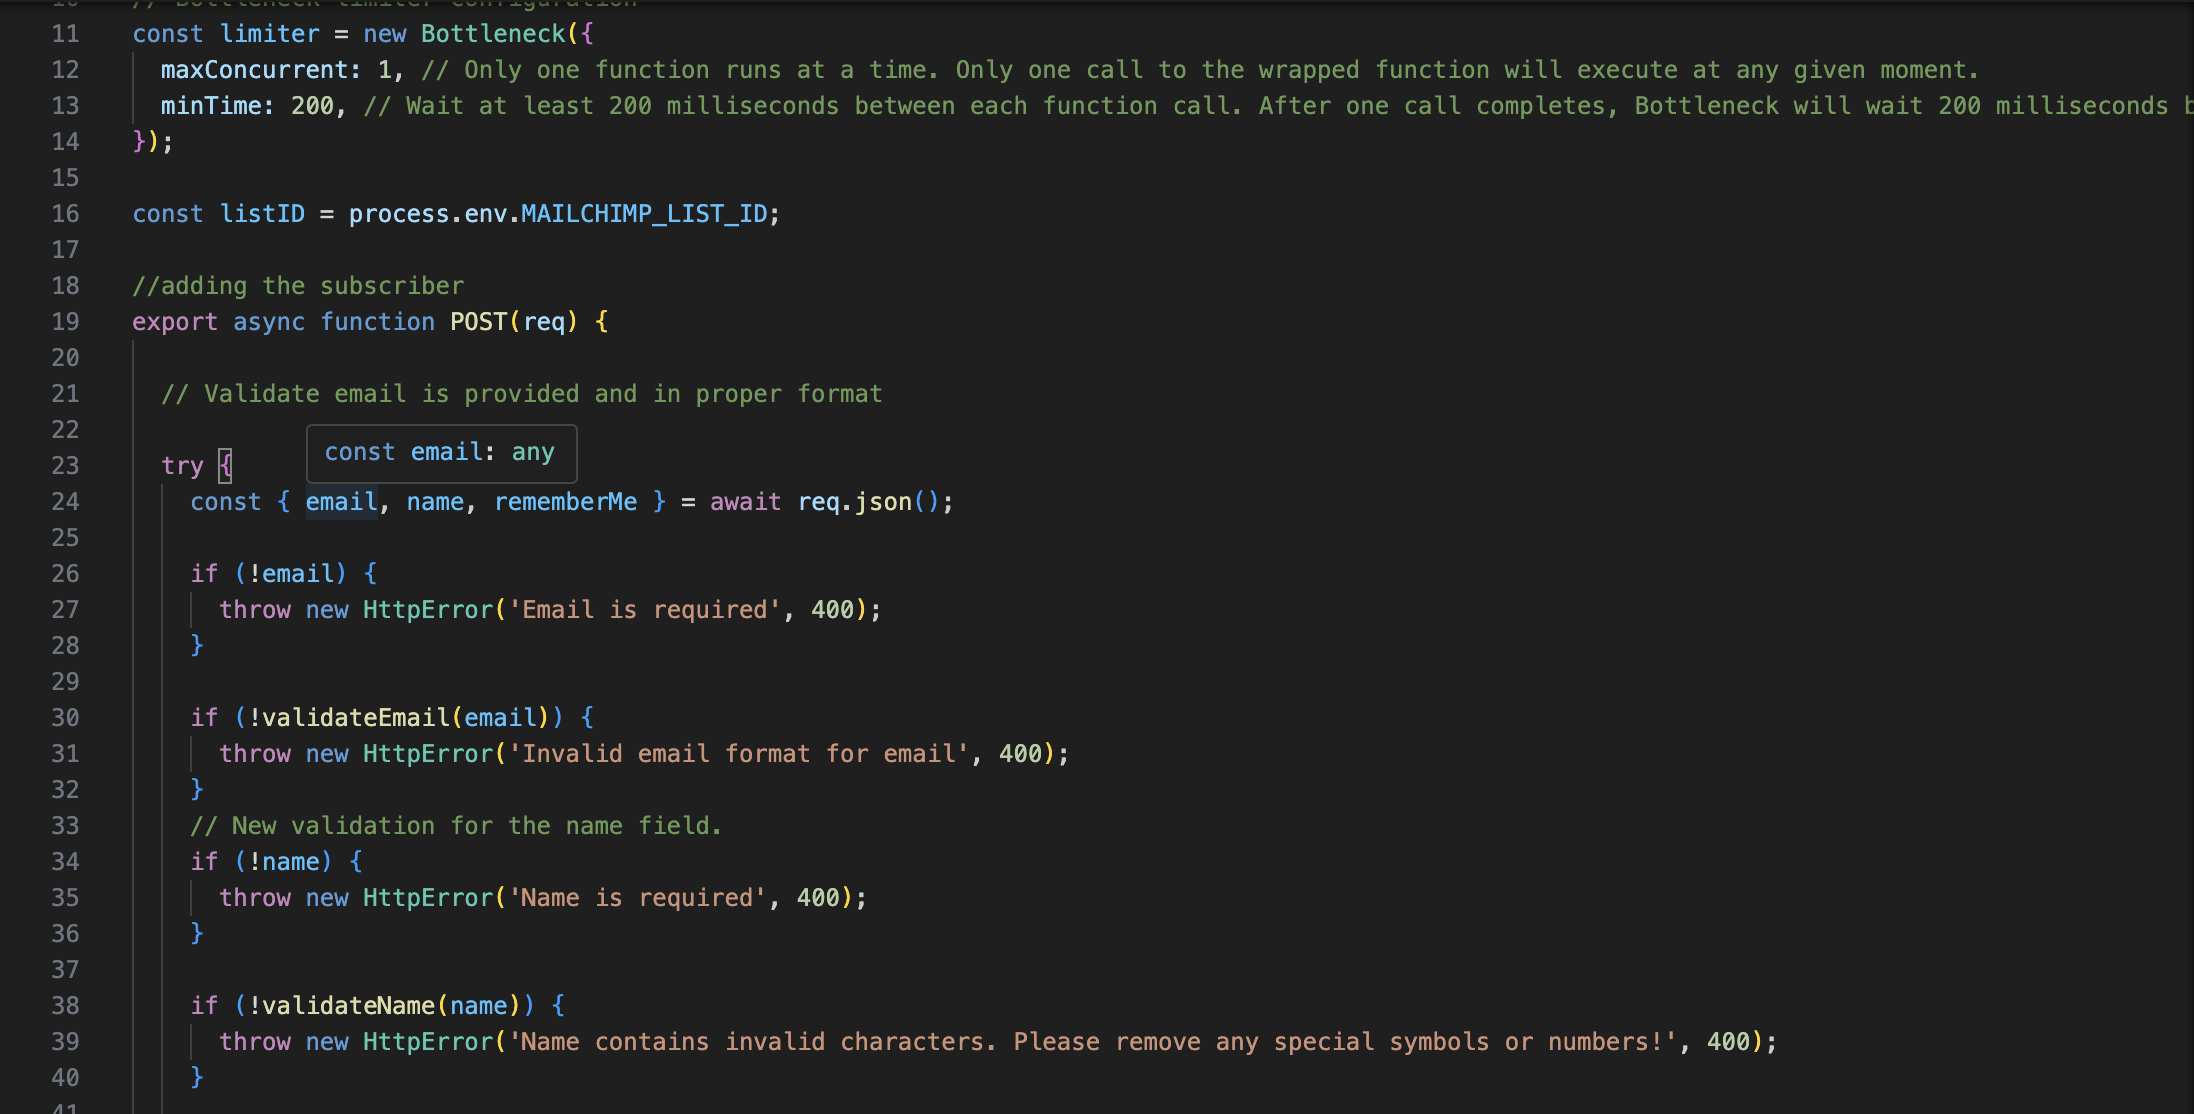 10 // Bottleneck limiter configuration
11 const limiter = new Bottleneck({
12 maxConcurrent: 1, // Only one function runs at a time. Only one call to the wrapped function will execute at any given moment.
13 minTime: 200, // Wait at least 200 milliseconds between each function call. After one call completes, Bottleneck will wait 200 milliseconds b
14 });
15
16 const listID = process.env.MAILCHIMP_LIST_ID;
17
18 //adding the subscriber
19 export async function POST(req) {
20
21 // Validate email is provided and in proper format
22
const email: any
23 try {
24 const { email, name, rememberMe } = await req.json();
25
26 if (!email) {
27 throw new HttpError('Email is required', 400);
28 }
29
30 if (!validateEmail(email)) {
31 throw new HttpError('Invalid email format for email', 400);
32 }
33 // New validation for the name field.
34 if (!name) {
35 throw new HttpError('Name is required', 400);
36 }
37
38 if (!validateName(name)) {
39 throw new HttpError('Name contains invalid characters. Please remove any special symbols or numbers!', 400);
40 }
41